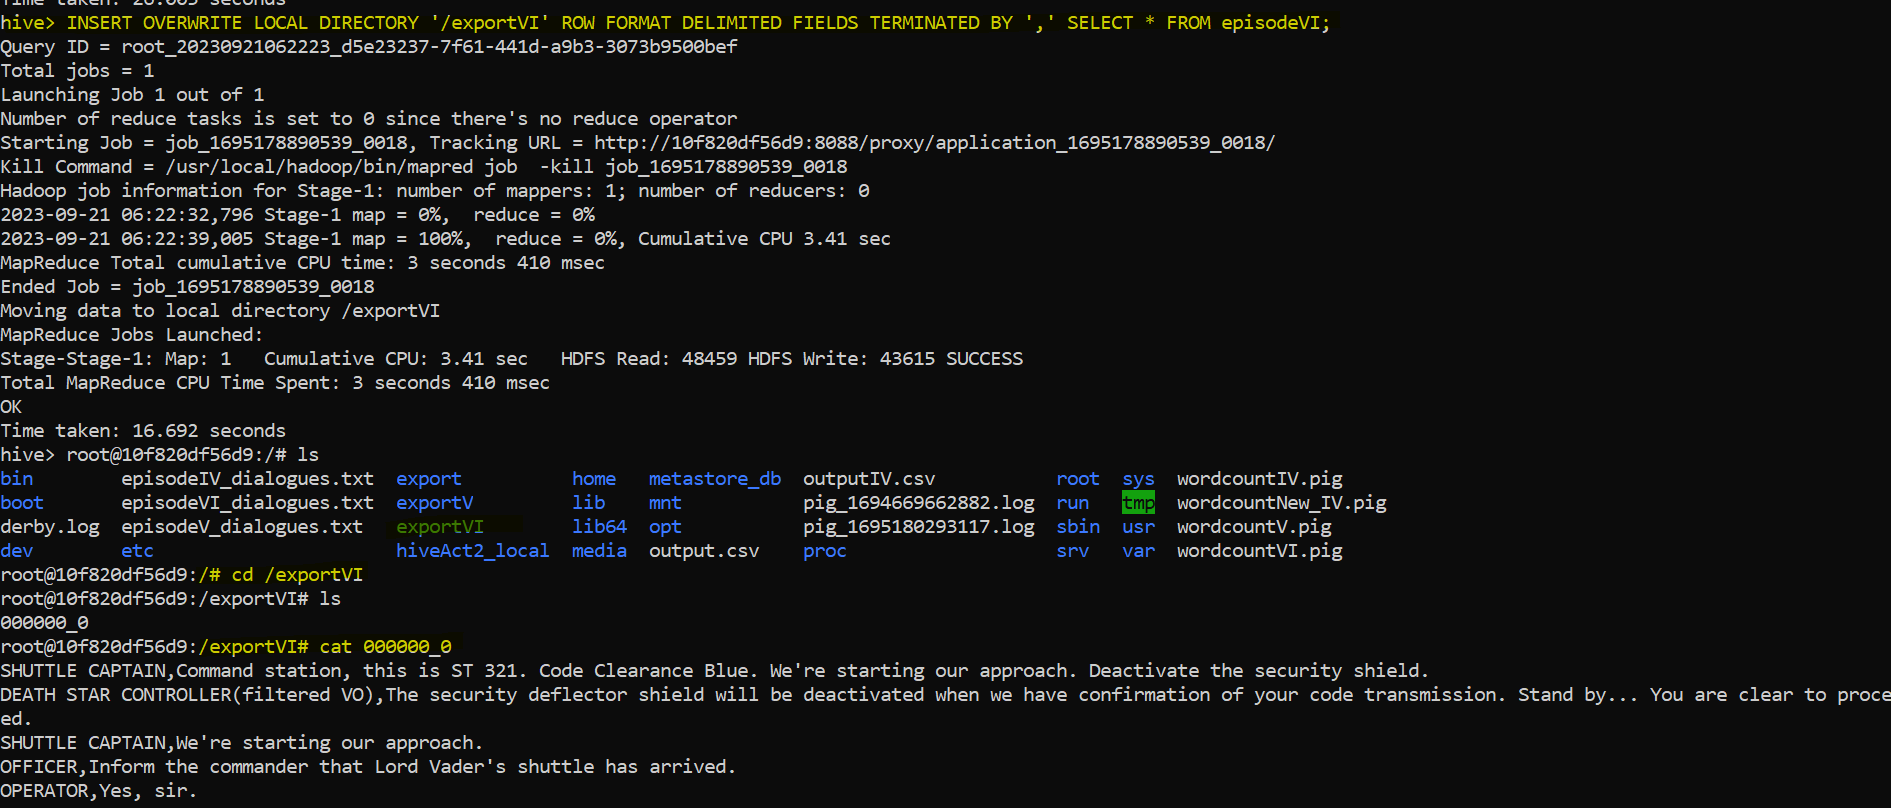 Time taken: 20.005 seconds
hive> INSERT OVERWRITE LOCAL DIRECTORY '/exportVI' ROW FORMAT DELIMITED FIELDS TERMINATED BY ',' SELECT * FROM episodeVI;
Query ID = root_20230921062223_d5e23237-7f61-441d-a9b3-3073b9500bef
Total jobs = 1
Launching Job 1 out of 1
Number of reduce tasks is set to 0 since there's no reduce operator
Starting Job = job_1695178890539_0018, Tracking URL = http://10f820df56d9:8088/proxy/application_1695178890539_0018/
Kill Command = /usr/local/hadoop/bin/mapred job  -kill job_1695178890539_0018
Hadoop job information for Stage-1: number of mappers: 1; number of reducers: 0
2023-09-21 06:22:32,796 Stage-1 map = 0%,  reduce = 0%
2023-09-21 06:22:39,005 Stage-1 map = 100%,  reduce = 0%, Cumulative CPU 3.41 sec
MapReduce Total cumulative CPU time: 3 seconds 410 msec
Ended Job = job_1695178890539_0018
Moving data to local directory /exportVI
MapReduce Jobs Launched:
Stage-Stage-1: Map: 1   Cumulative CPU: 3.41 sec   HDFS Read: 48459 HDFS Write: 43615 SUCCESS
Total MapReduce CPU Time Spent: 3 seconds 410 msec
OK
Time taken: 16.692 seconds
hive> root@10f820df56d9:/# ls
bin       episodeIV_dialogues.txt  export          home   metastore_db  outputIV.csv           root  sys  wordcountIV.pig
boot      episodeVI_dialogues.txt  exportV         lib    mnt           pig_1694669662882.log  run   tmp  wordcountNew_IV.pig
derby.log  episodeV_dialogues.txt   exportVI        lib64  opt           pig_1695180293117.log  sbin  usr  wordcountV.pig
dev       etc                      hiveAct2_local  media  output.csv    proc                   srv   var  wordcountVI.pig
root@10f820df56d9:/# cd /exportVI
root@10f820df56d9:/exportVI# ls
000000_0
root@10f820df56d9:/exportVI# cat 000000_0
SHUTTLE CAPTAIN,Command station, this is ST 321. Code Clearance Blue. We're starting our approach. Deactivate the security shield.
DEATH STAR CONTROLLER(filtered VO),The security deflector shield will be deactivated when we have confirmation of your code transmission. Stand by... You are clear to proce
ed.
SHUTTLE CAPTAIN,We're starting our approach.
OFFICER,Inform the commander that Lord Vader's shuttle has arrived.
OPERATOR,Yes, sir.